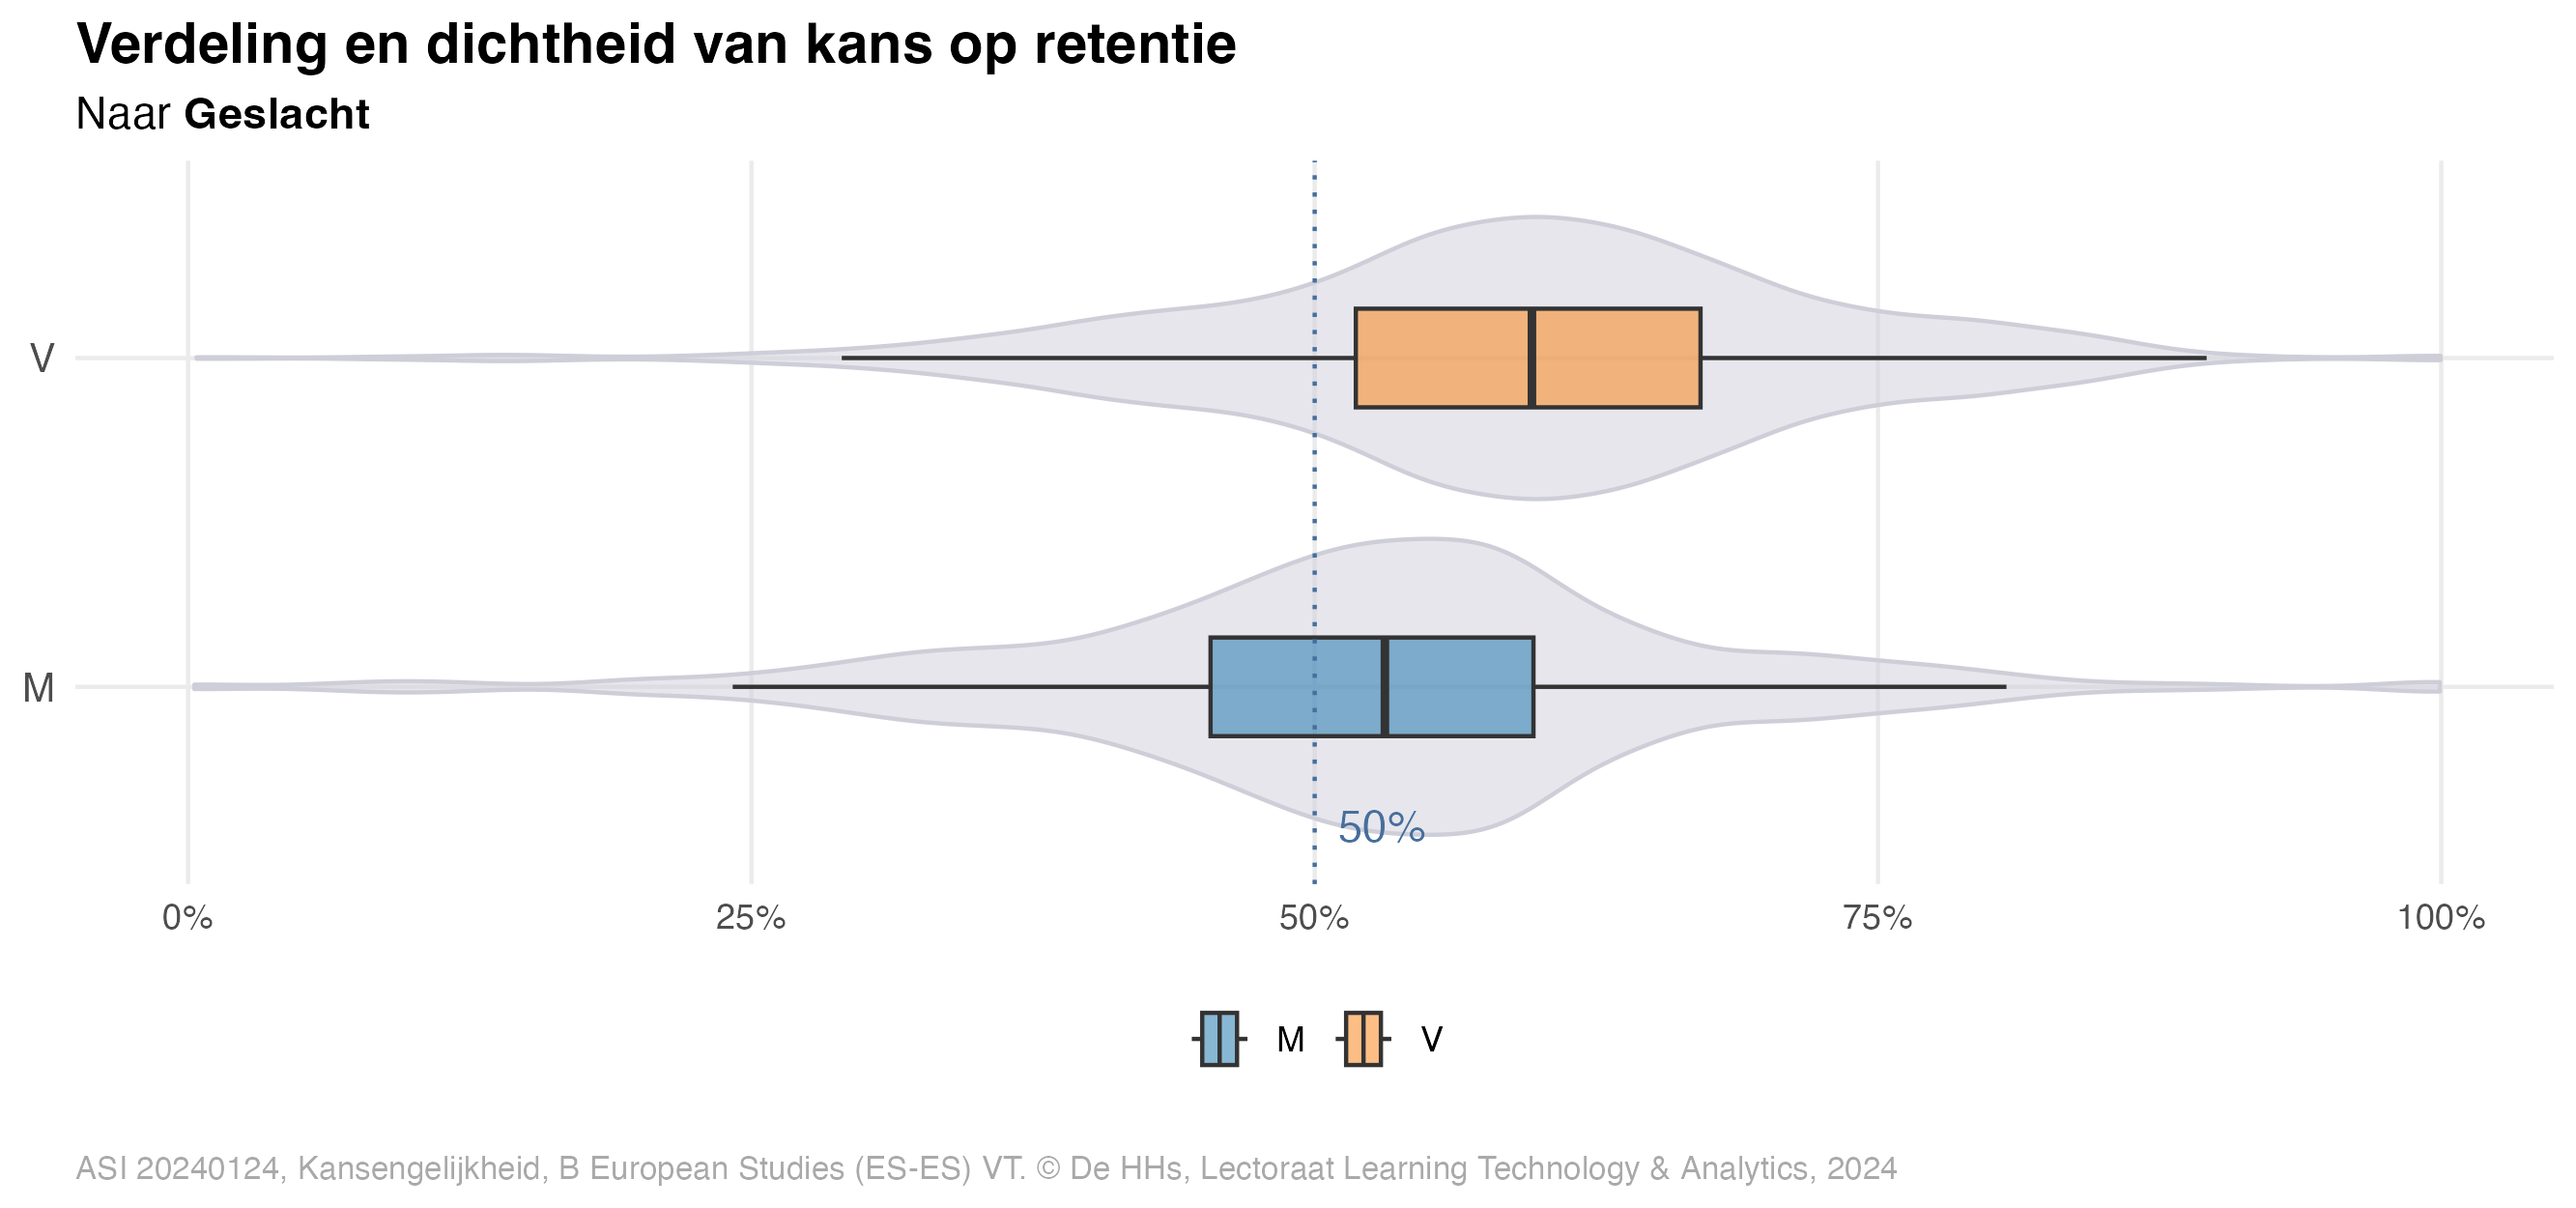 Verdeling en dichtheid van kans op retentie
Naar Geslacht
V
M
50%
0% 25% 50% 75% 100%
M V
ASI 20240124, Kansengelijkheid, B European Studies (ES-ES) VT. © De HHs, Lectoraat Learning Technology & Analytics, 2024